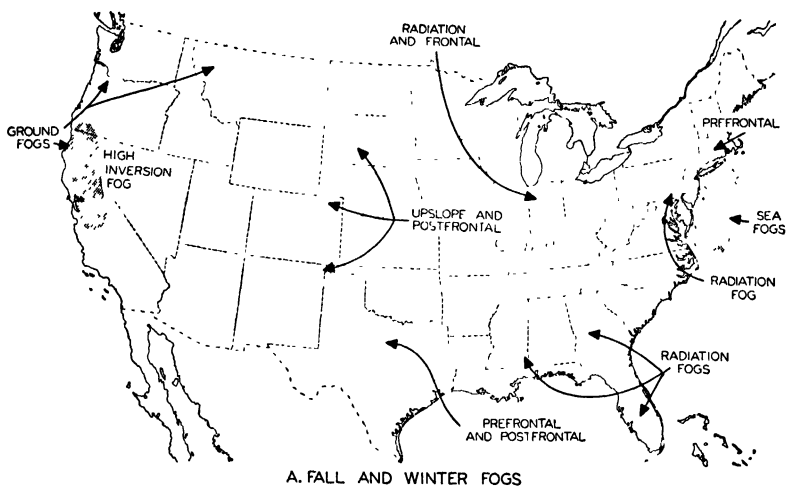 RADIATION
AND FRONTAL
GROUND
FOGS
HIGH
INVERSION
FOG
PREFRONTAL
UPSLOPE AND
POSTFRONTAL
SEA
FOGS
RADIATION
FOG
RADIATION
FOGS
PREFRONTAL
AND POSTFRONTAL
A. FALL AND WINTER FOGS